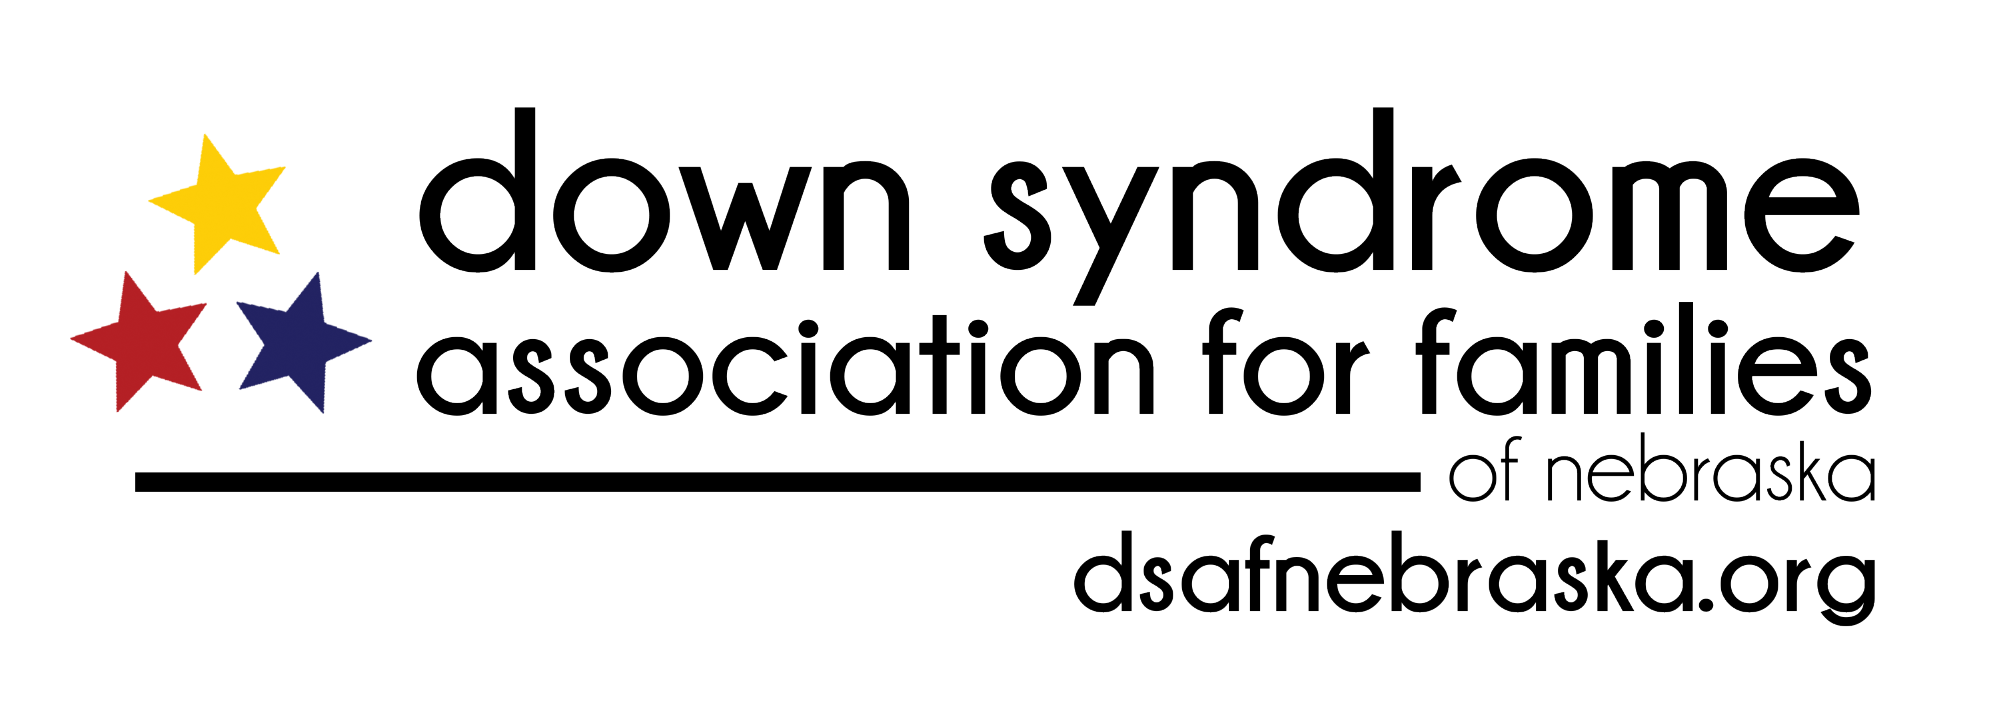 down syndrome
association for families
of nebraska
dsafnebraska.org